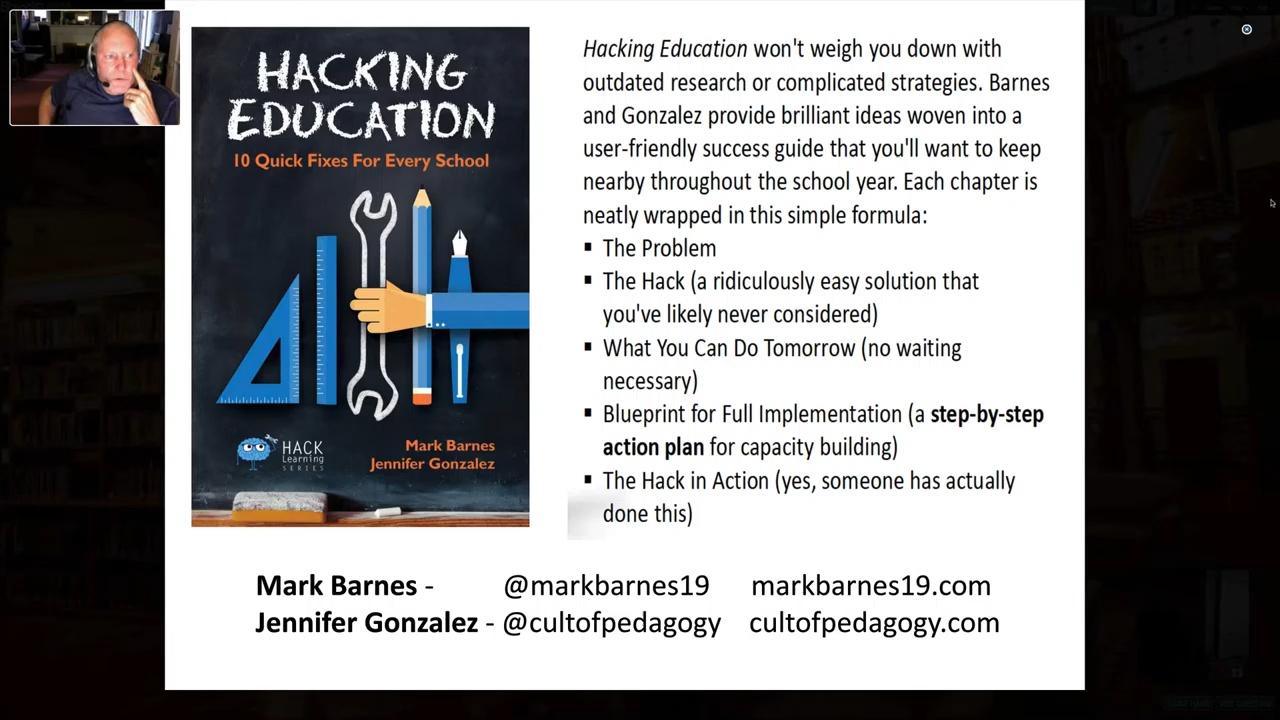 HACKING
EDUCATION
10 Quick Fixes For Every School
HACK
Learning
SERIES
Mark Barnes
Jennifer Gonzalez
Hacking Education won't weigh you down with
outdated research or complicated strategies. Barnes
and Gonzalez provide brilliant ideas woven into a
user-friendly success guide that you'll want to keep
nearby throughout the school year. Each chapter is
neatly wrapped in this simple formula:
▪ The Problem
▪ The Hack (a ridiculously easy solution that
you've likely never considered)
▪ What You Can Do Tomorrow (no waiting
necessary)
▪ Blueprint for Full Implementation (a step-by-step
action plan for capacity building)
▪ The Hack in Action (yes, someone has actually
done this)
Mark Barnes - @markbarnes19 markbarnes19.com
Jennifer Gonzalez - @cultofpedagogy cultofpedagogy.com